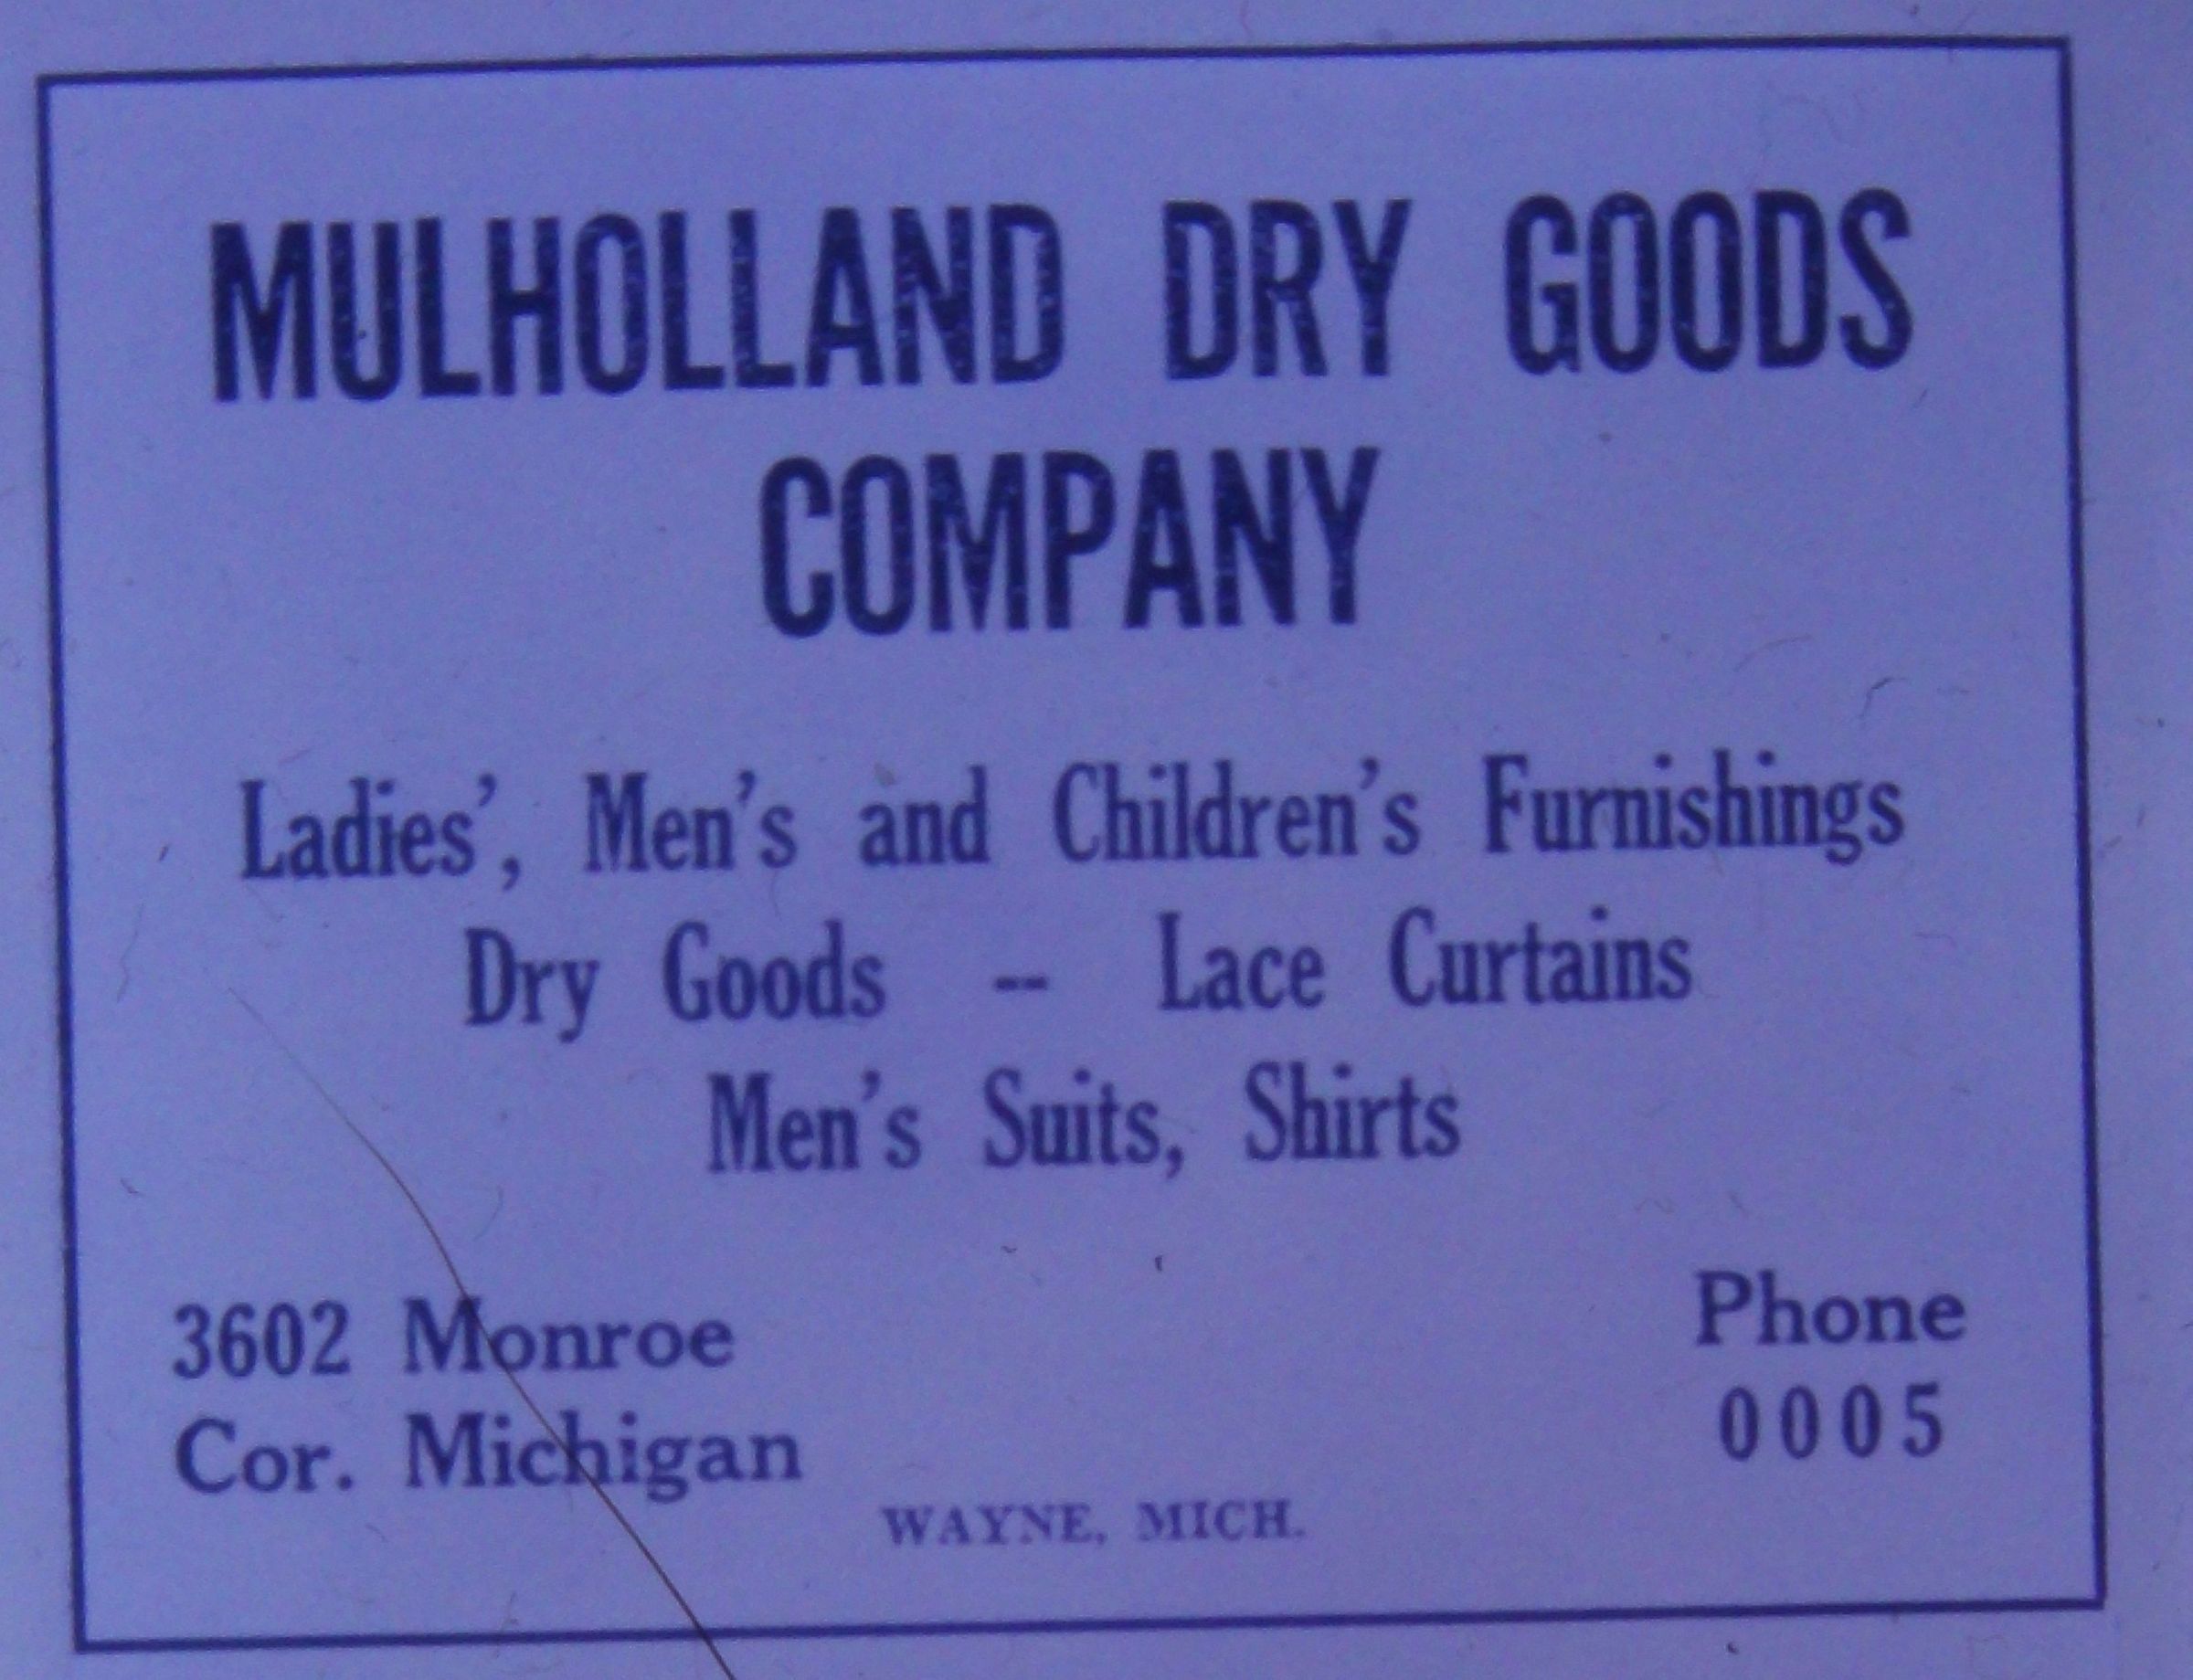 MULHOLLAND DRY GOODS
COMPANY
Ladies', Men's and Children's Furnishings
Dry Goods -- Lace Curtains
Men's Suits, Shirts
3602 Monroe
Cor. Michigan
Phone
0005
WAYNE, MICH.